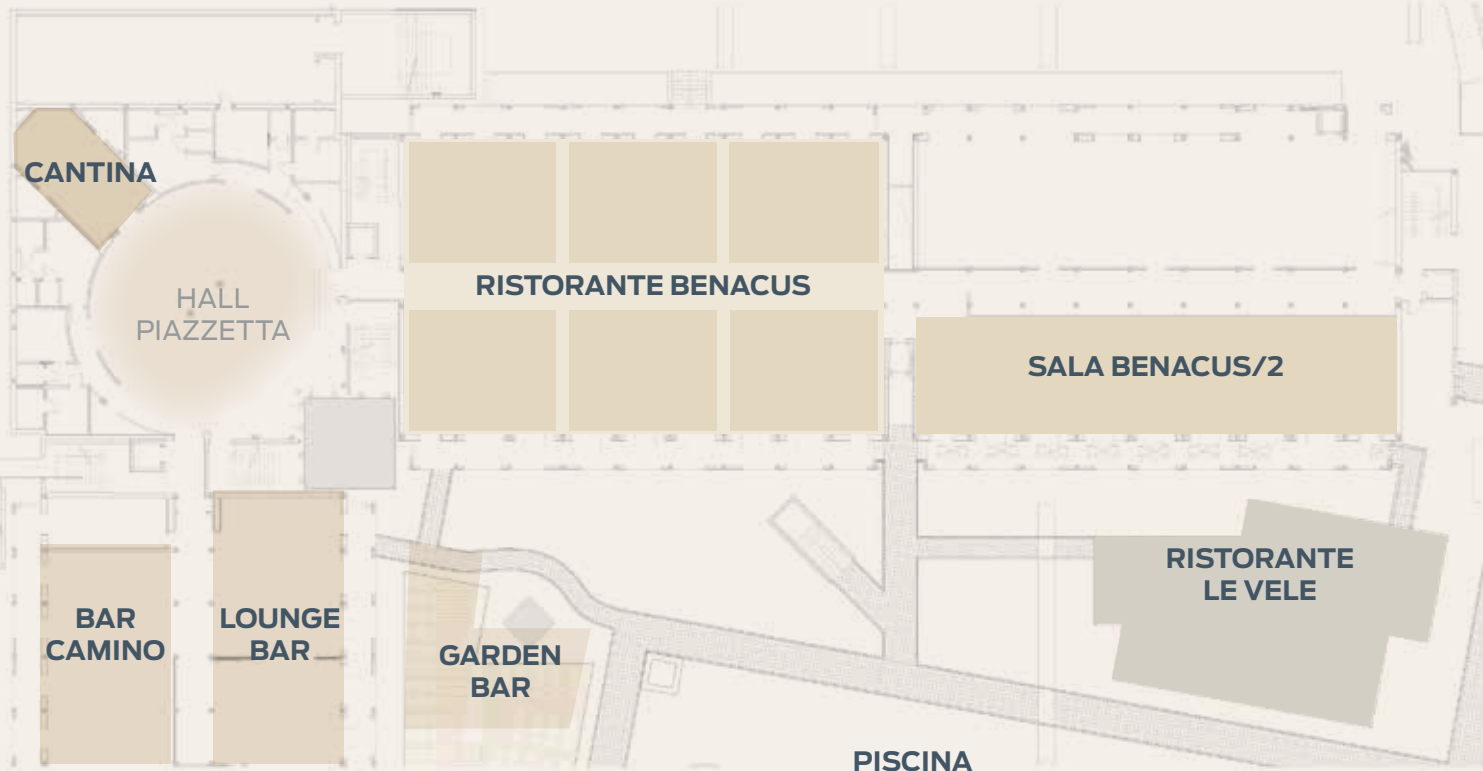 CANTINA
HALL
PIAZZETTA
RISTORANTE BENACUS
SALA BENACUS/2
RISTORANTE
LE VELE
BAR
CAMINO
LOUNGE
BAR
GARDEN
BAR
PISCINA